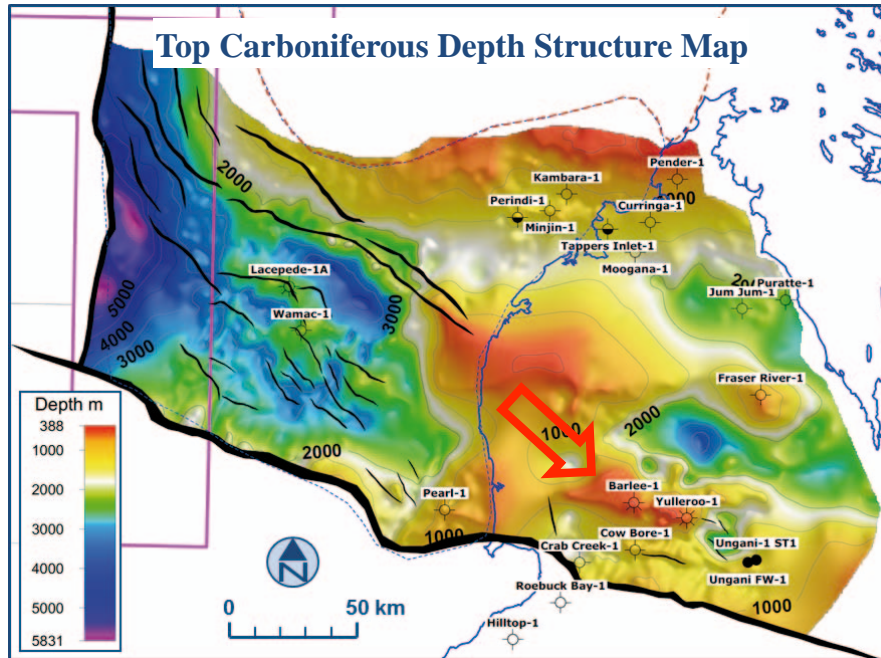 Top Carboniferous Depth Structure Map
2000
Pender-1
Kambara-1
000
Perindi-1
Curringa-1
Minjin-1
Tappers Inlet-1
Moogana-1
Lacepede-1A
Puratte-1
Jum Jum-1
5000
3000
Wamac-1
4000
3000
Fraser River-1
Depth m
388
1000
2000
3000
4000
5000
5831
1000
2000
2000
Barlee-1
Pearl-1
Yulleroo-1
1000
Cow Bore-1
Ungani-1 ST1
Crab Creek-1
Ungani FW-1
N
Roebuck Bay-1
1000
0 50 km
Hilltop-1